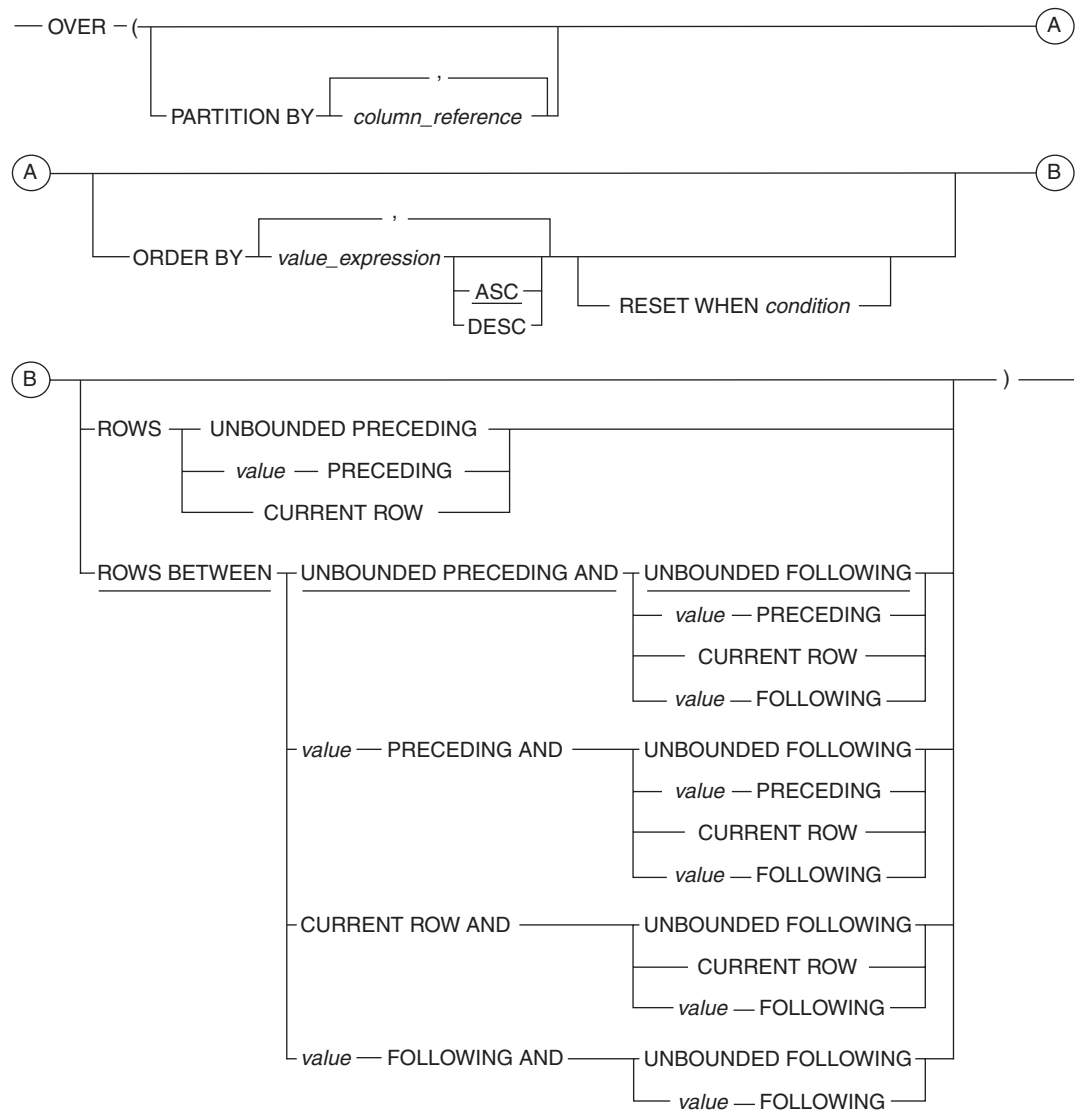 OVER ( A
,
PARTITION BY column_reference
A B
,
ORDER BY value_expression
ASC RESET WHEN condition
DESC
B )
ROWS UNBOUNDED PRECEDING
value PRECEDING
CURRENT ROW
ROWS BETWEEN UNBOUNDED PRECEDING AND UNBOUNDED FOLLOWING
value PRECEDING
CURRENT ROW
value FOLLOWING
value PRECEDING AND UNBOUNDED FOLLOWING
value PRECEDING
CURRENT ROW
value FOLLOWING
CURRENT ROW AND UNBOUNDED FOLLOWING
CURRENT ROW
value FOLLOWING
value FOLLOWING AND UNBOUNDED FOLLOWING
value FOLLOWING